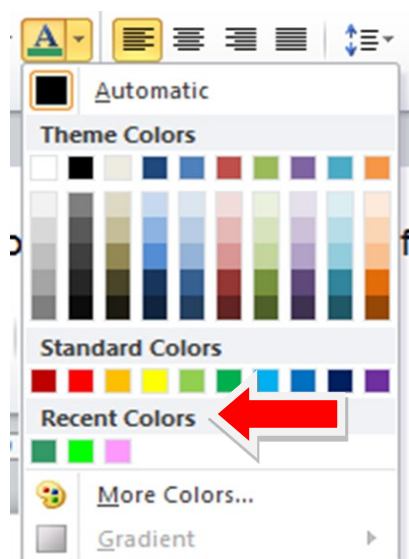 A
Automatic
Theme Colors
Standard Colors
Recent Colors
More Colors...
Gradient